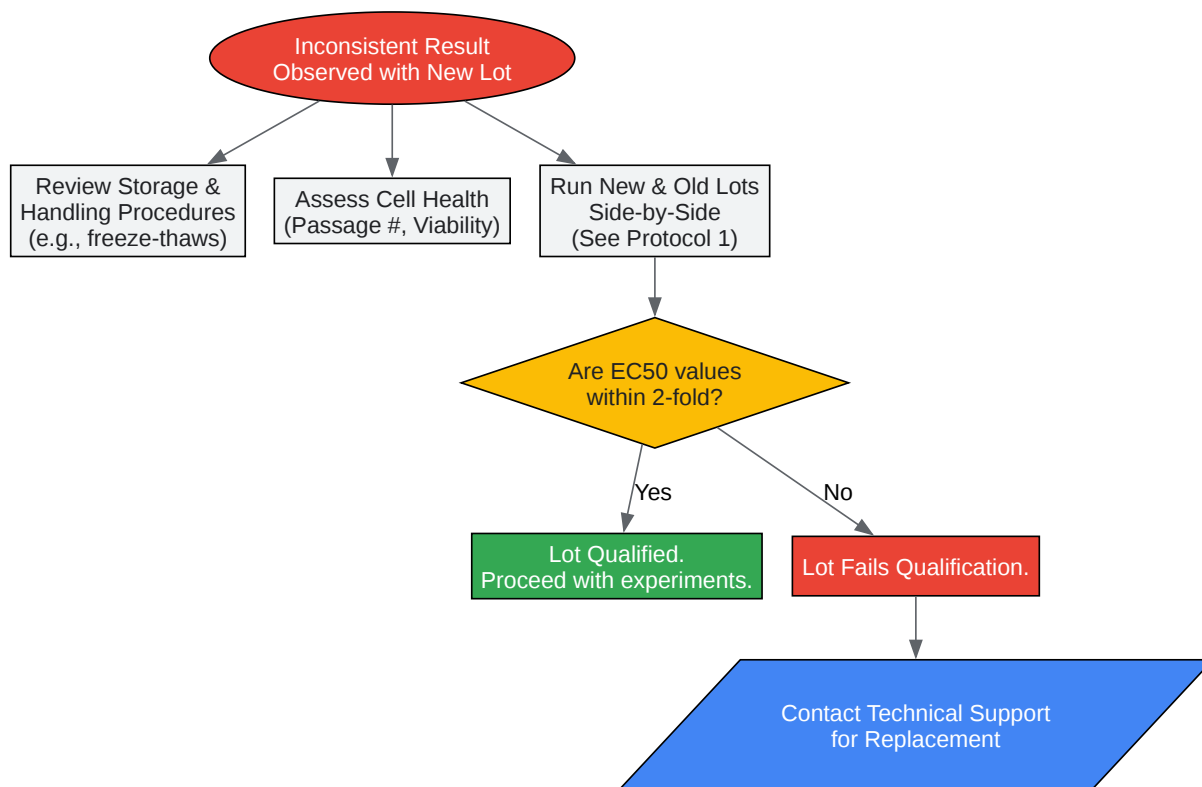 Inconsistent Result
Observed with New Lot
Review Storage &
Handling Procedures
(e.g., freeze-thaws)
Assess Cell Health
(Passage #, Viability)
Run New & Old Lots
Side-by-Side
(See Protocol 1)
Are EC50 values
within 2-fold?
Yes
No
Lot Qualified.
Proceed with experiments.
Lot Fails Qualification.
Contact Technical Support
for Replacement